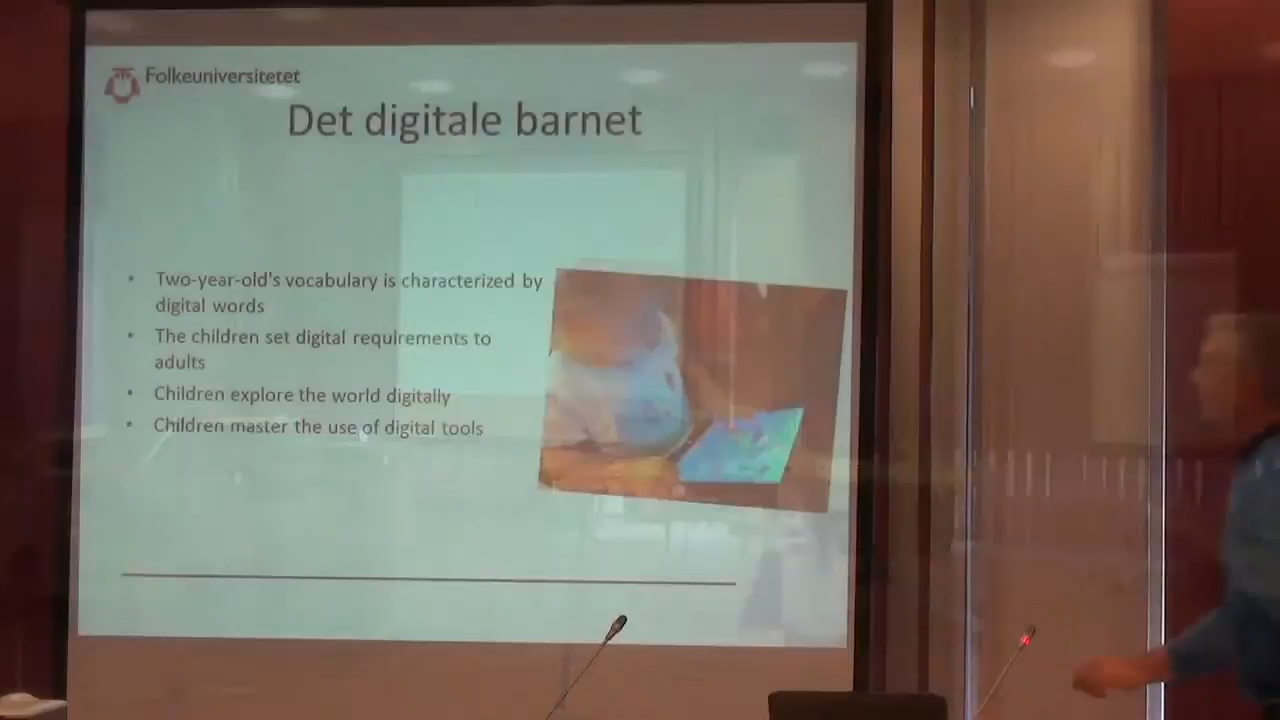 Folkeuniversitetet
Det digitale barnet
• Two-year-old's vocabulary is characterized by
digital words
• The children set digital requirements to
adults
• Children explore the world digitally
• Children master the use of digital tools